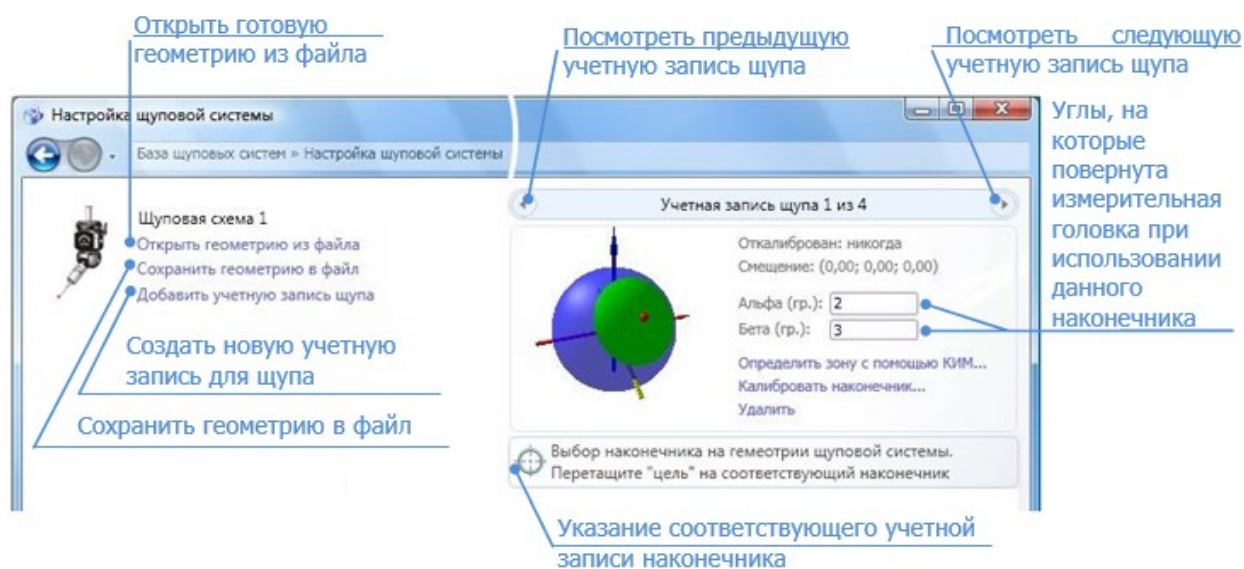 Открыть готовую
геометрию из файла
Посмотреть предыдущую
учетную запись щупа
Посмотреть следующую
учетную запись щупа
Настройка щуповой системы
База щуповых систем » Настройка щуповой системы
Углы, на
которые
повернута
измерительная
головка при
использовании
данного
наконечника
Щуповая схема 1
Открыть геометрию из файла
Сохранить геометрию в файл
Добавить учетную запись щупа
Создать новую учетную
запись для щупа
Сохранить геометрию в файл
Учетная запись щупа 1 из 4
Откалиброван: никогда
Смещение: (0,00; 0,00; 0,00)
Альфа (гр.): 2
Бета (гр.): 3
Определить зону с помощью КИМ...
Калибровать наконечник...
Удалить
Выбор наконечника на гемеотрии щуповой системы.
Перетащите "цель" на соответствующий наконечник
Указание соответствующего учетной
записи наконечника